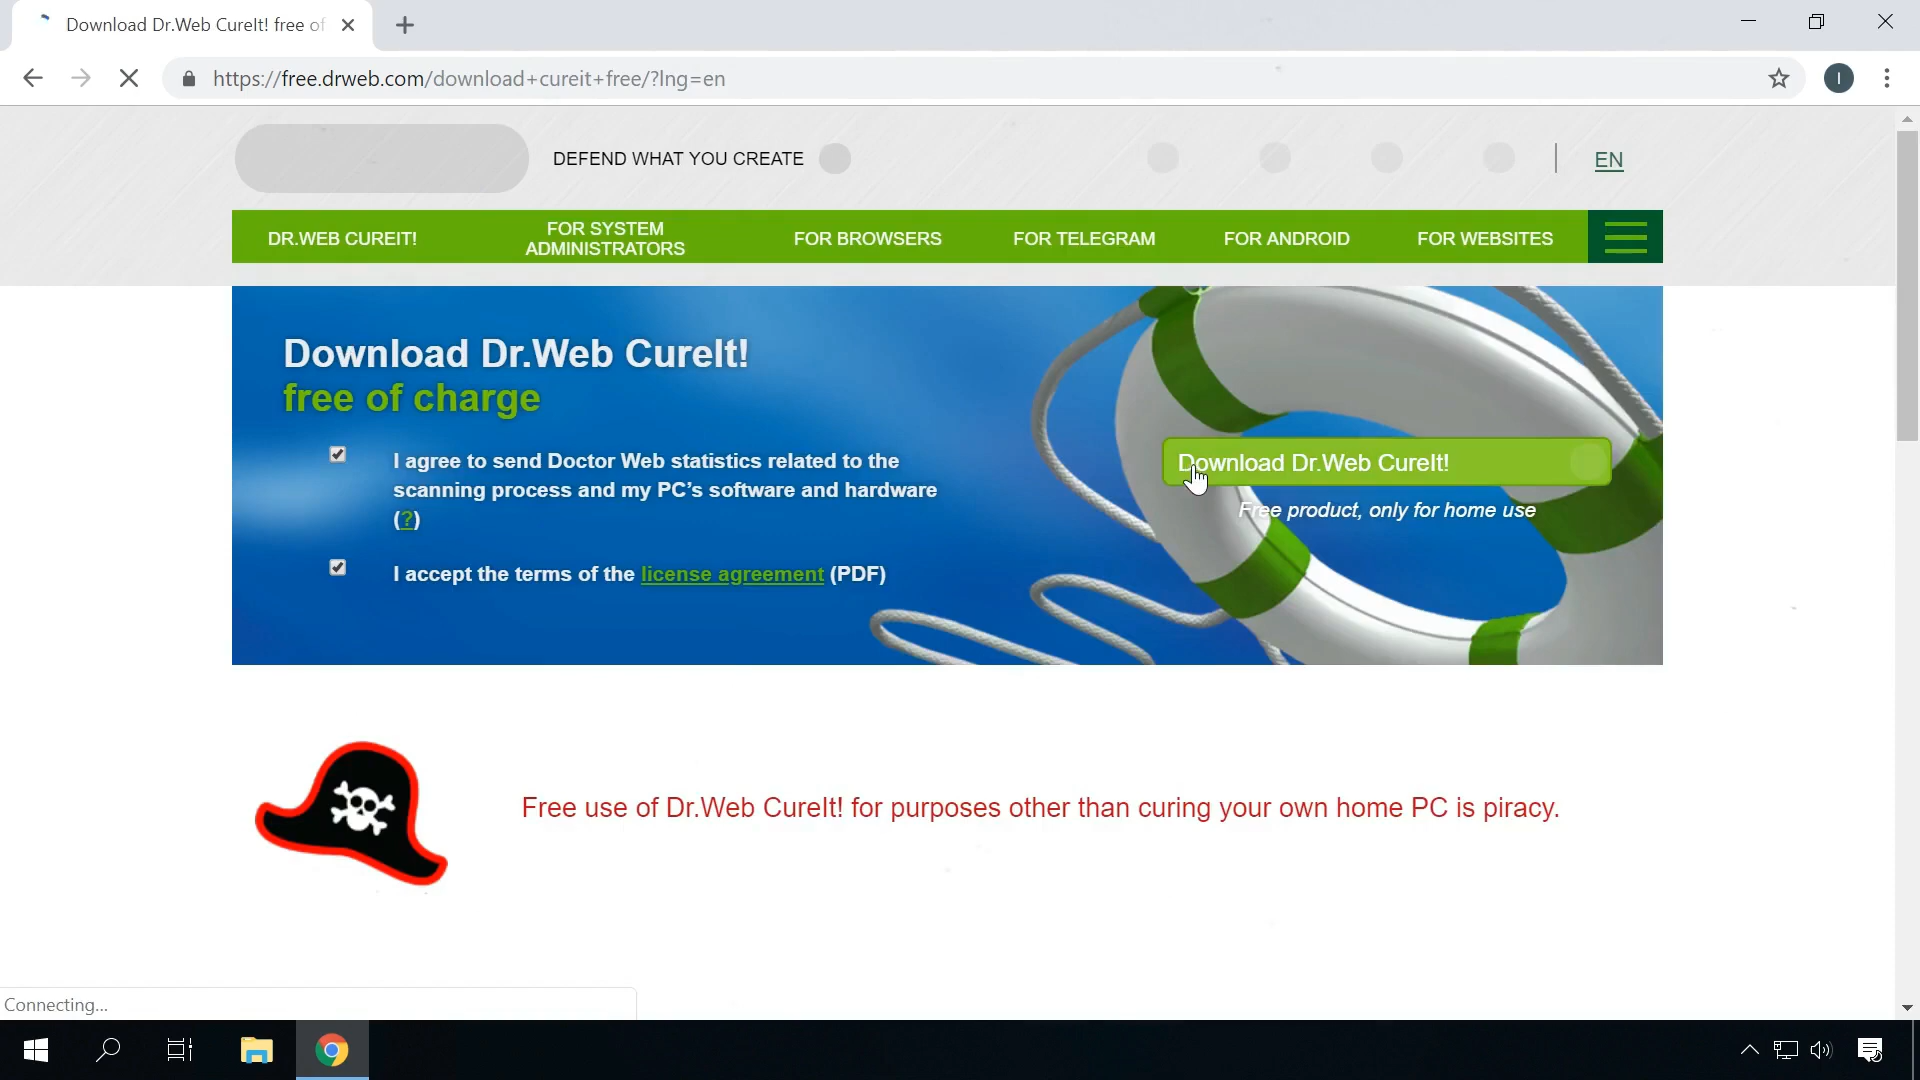 Download Dr.Web CureIt! free of
https://free.drweb.com/download+cureit+free/?lng=en
I
DEFEND WHAT YOU CREATE
EN
DR.WEB CUREIT!
FOR SYSTEM
ADMINISTRATORS
FOR BROWSERS
FOR TELEGRAM
FOR ANDROID
FOR WEBSITES
Download Dr.Web CureIt!
free of charge
I agree to send Doctor Web statistics related to the
scanning process and my PC's software and hardware
(?)
I accept the terms of the license agreement (PDF)
Download Dr.Web CureIt!
Free product, only for home use
Free use of Dr.Web CureIt! for purposes other than curing your own home PC is piracy.
Connecting...